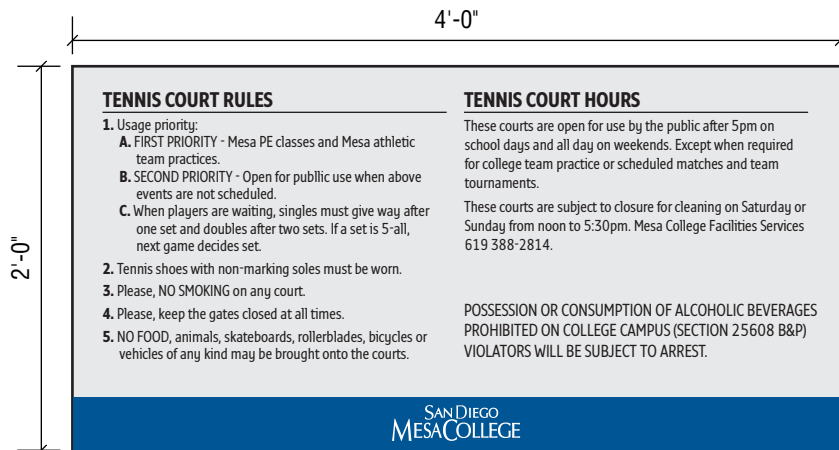 4'-0"
2'-0"
TENNIS COURT RULES
1. Usage priority:
A. FIRST PRIORITY - Mesa PE classes and Mesa athletic
team practices.
B. SECOND PRIORITY - Open for publlic use when above
events are not scheduled.
C. When players are waiting, singles must give way after
one set and doubles after two sets. If a set is 5-all,
next game decides set.
2. Tennis shoes with non-marking soles must be worn.
3. Please, NO SMOKING on any court.
4. Please, keep the gates closed at all times.
5. NO FOOD, animals, skateboards, rollerblades, bicycles or
vehicles of any kind may be brought onto the courts.
TENNIS COURT HOURS
These courts are open for use by the public after 5pm on
school days and all day on weekends. Except when required
for college team practice or scheduled matches and team
tournaments.
These courts are subject to closure for cleaning on Saturday or
Sunday from noon to 5:30pm. Mesa College Facilities Services
619 388-2814.
POSSESSION OR CONSUMPTION OF ALCOHOLIC BEVERAGES
PROHIBITED ON COLLEGE CAMPUS (SECTION 25608 B&P)
VIOLATORS WILL BE SUBJECT TO ARREST.
SAN DIEGO
MESACOLLEGE